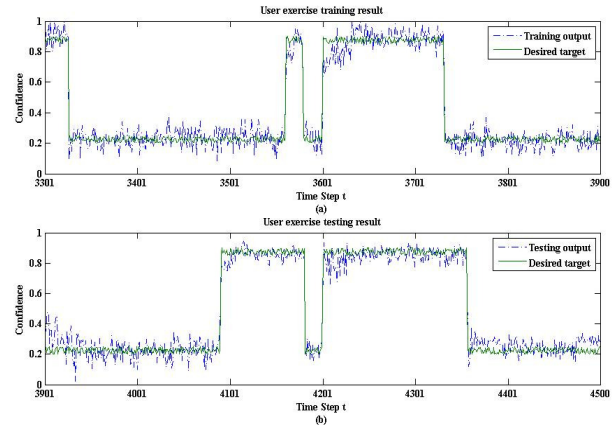 User exercise training result
1
0.8
0.6
0.4
0.2
0
Confidence
Training output
Desired target
3301 3401 3501 3601 3701 3801 3900
Time Step t
(a)
User exercise testing result
1
0.8
0.6
0.4
0.2
0
Confidence
Testing output
Desired target
3901 4001 4101 4201 4301 4401 4500
Time Step t
(b)